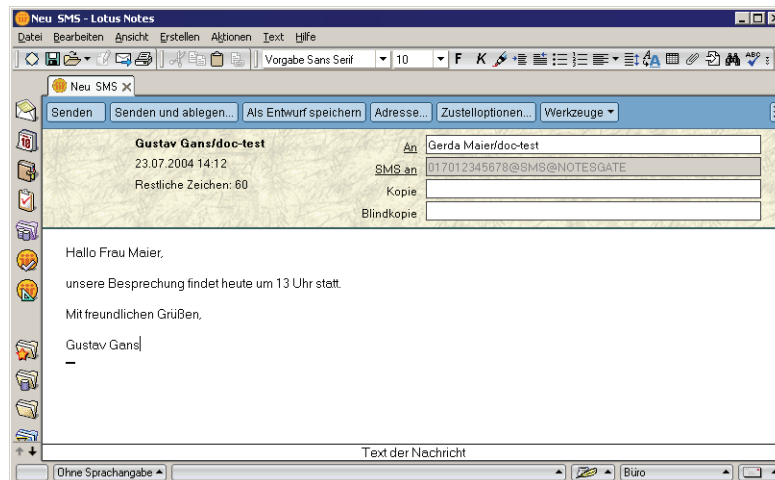 Neu SMS - Lotus Notes
Datei Bearbeiten Ansicht Erstellen Aktionen Text Hilfe
Vorgabe Sans Serif 10 F K
Neu SMS
Senden Senden und ablegen... Als Entwurf speichern Adresse... Zustelloptionen... Werkzeuge
Gustav Gans/doc-test An Gerda Maier/doc-test
23.07.2004 14:12 SMS an 017012345678@SMS@NOTESGATE
Restliche Zeichen: 60 Kopie
Blindkopie
Hallo Frau Maier,
unsere Besprechung findet heute um 13 Uhr statt.
Mit freundlichen Grüßen,
Gustav Gans
Text der Nachricht
Ohne Sprachangabe Büro